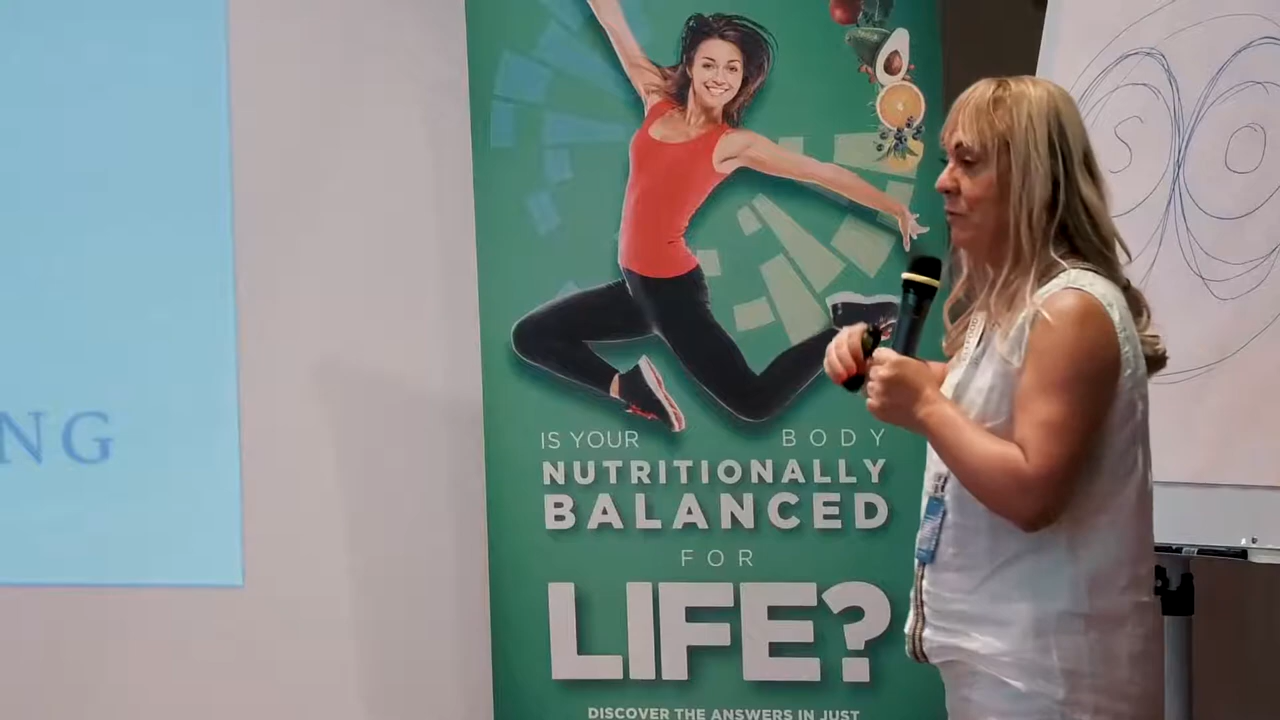 NG
IS YOUR BODY
NUTRITIONALLY
BALANCED
FOR
LIFE?
DISCOVER THE ANSWERS IN JUST